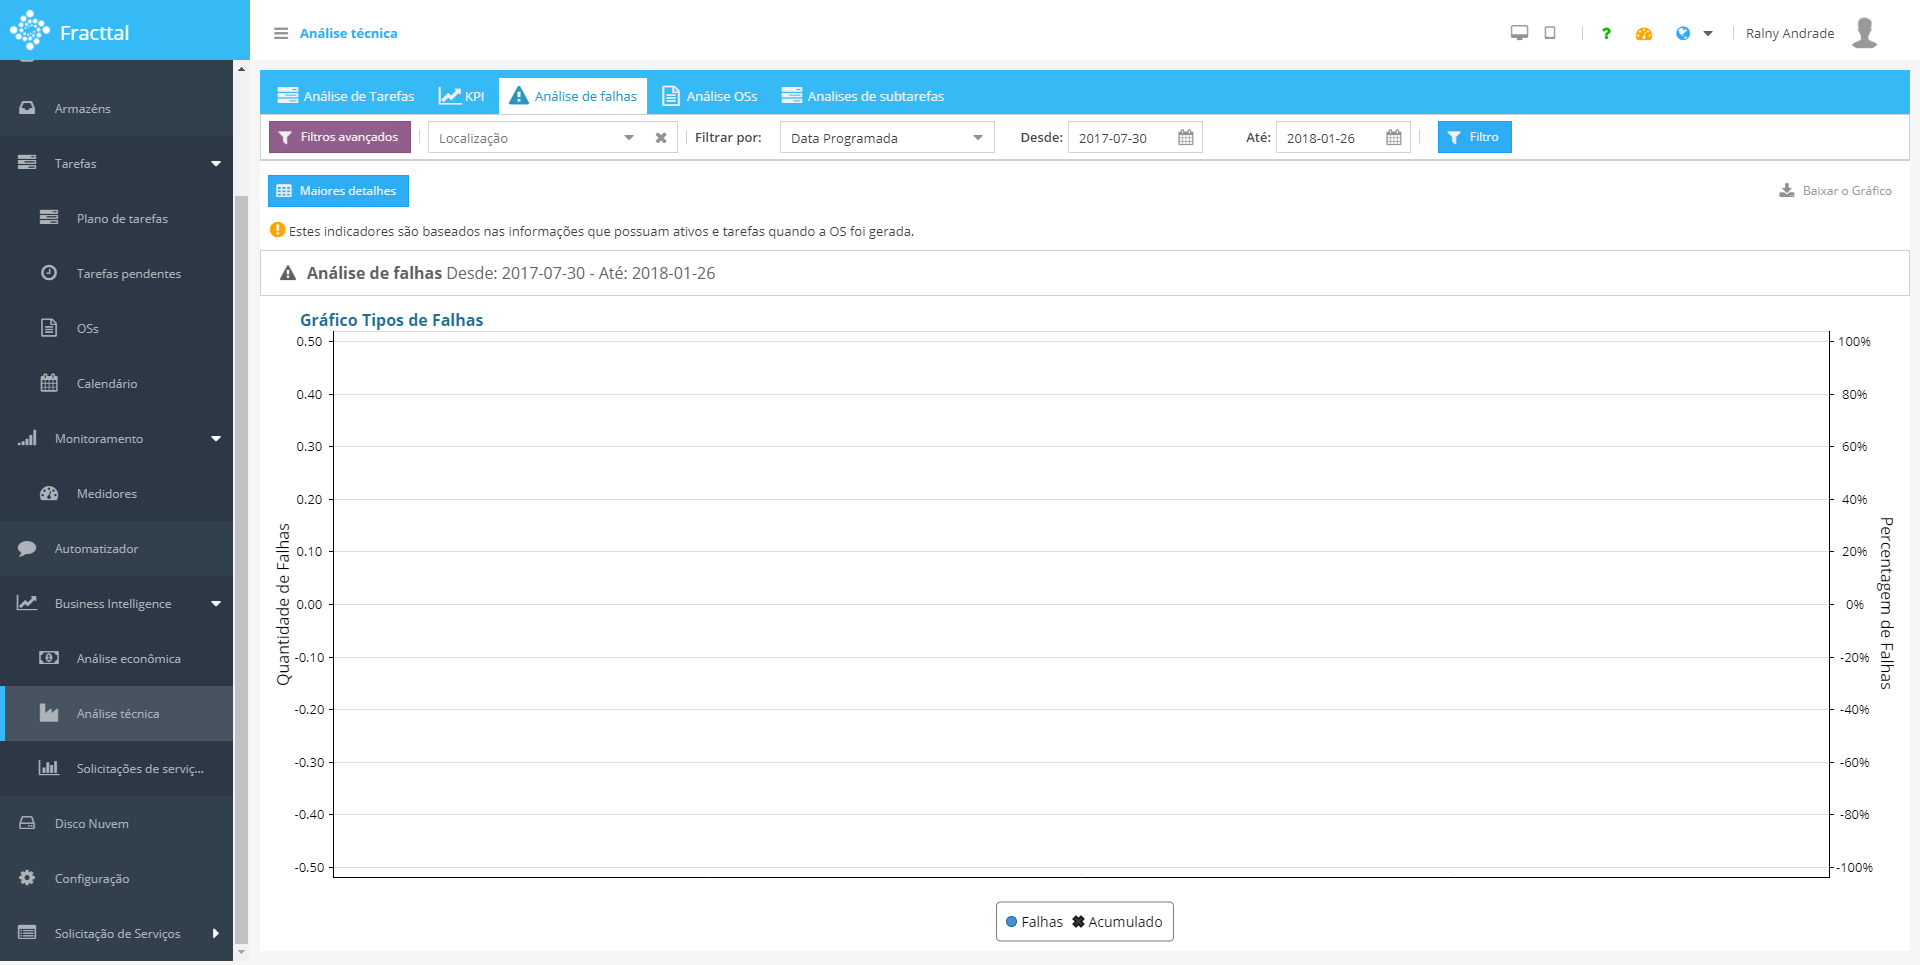 Fracttal
Análise técnica
?
Ralny Andrade
Armazéns
Tarefas
Plano de tarefas
Tarefas pendentes
OSs
Calendário
Monitoramento
Medidores
Automatizador
Business Intelligence
Análise econômica
Análise técnica
Solicitações de serviç...
Disco Nuvem
Configuração
Solicitação de Serviços
Análise de Tarefas
KPI
Análise de falhas
Análise OSs
Analises de subtarefas
Filtros avançados
Localização
Filtrar por:
Data Programada
Desde:
2017-07-30
Até:
2018-01-26
Filtro
Maiores detalhes
Baixar o Gráfico
Estes indicadores são baseados nas informações que possuam ativos e tarefas quando a OS foi gerada.
Análise de falhas Desde: 2017-07-30 - Até: 2018-01-26
Gráfico Tipos de Falhas
Quantidade de Falhas
0.50
0.40
0.30
0.20
0.10
0.00
-0.10
-0.20
-0.30
-0.40
-0.50
100%
80%
60%
40%
20%
0%
-20%
-40%
-60%
-80%
-100%
Percentagem de Falhas
Falhas
Acumulado